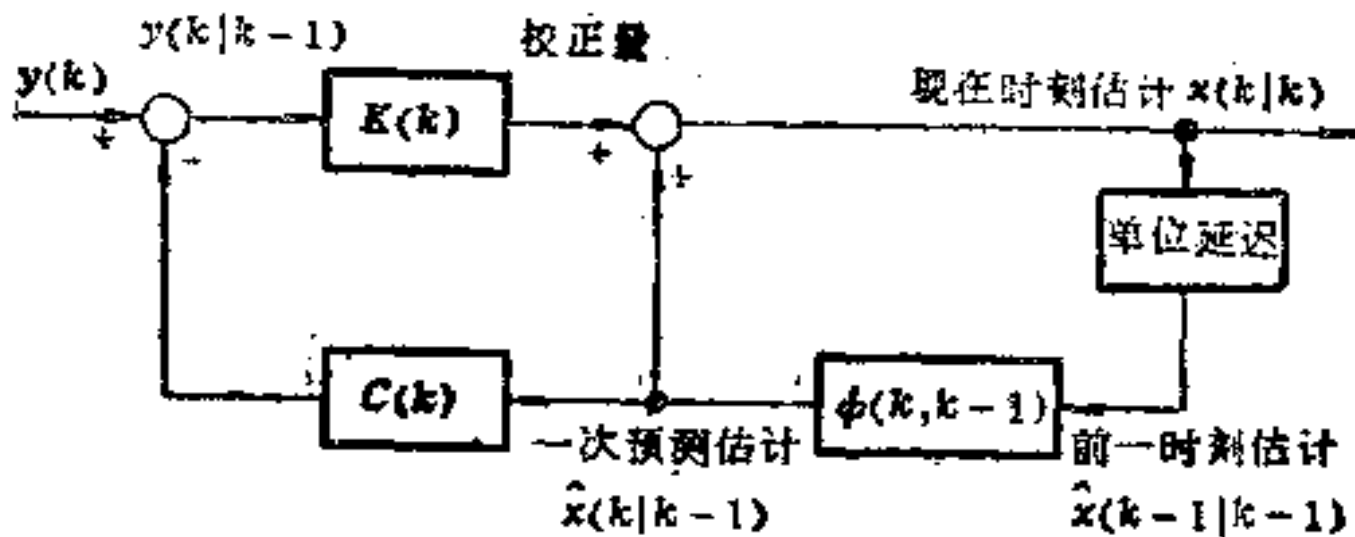 y(k|k-1)
校正量
y(k)
K(k)
现在时刻估计 x(k|k)
+
+
-
+
单位延迟
C(k)
ϕ(k,k-1)
一次预测估计
前一时刻估计
x̂(k|k-1)
x̂(k-1|k-1)